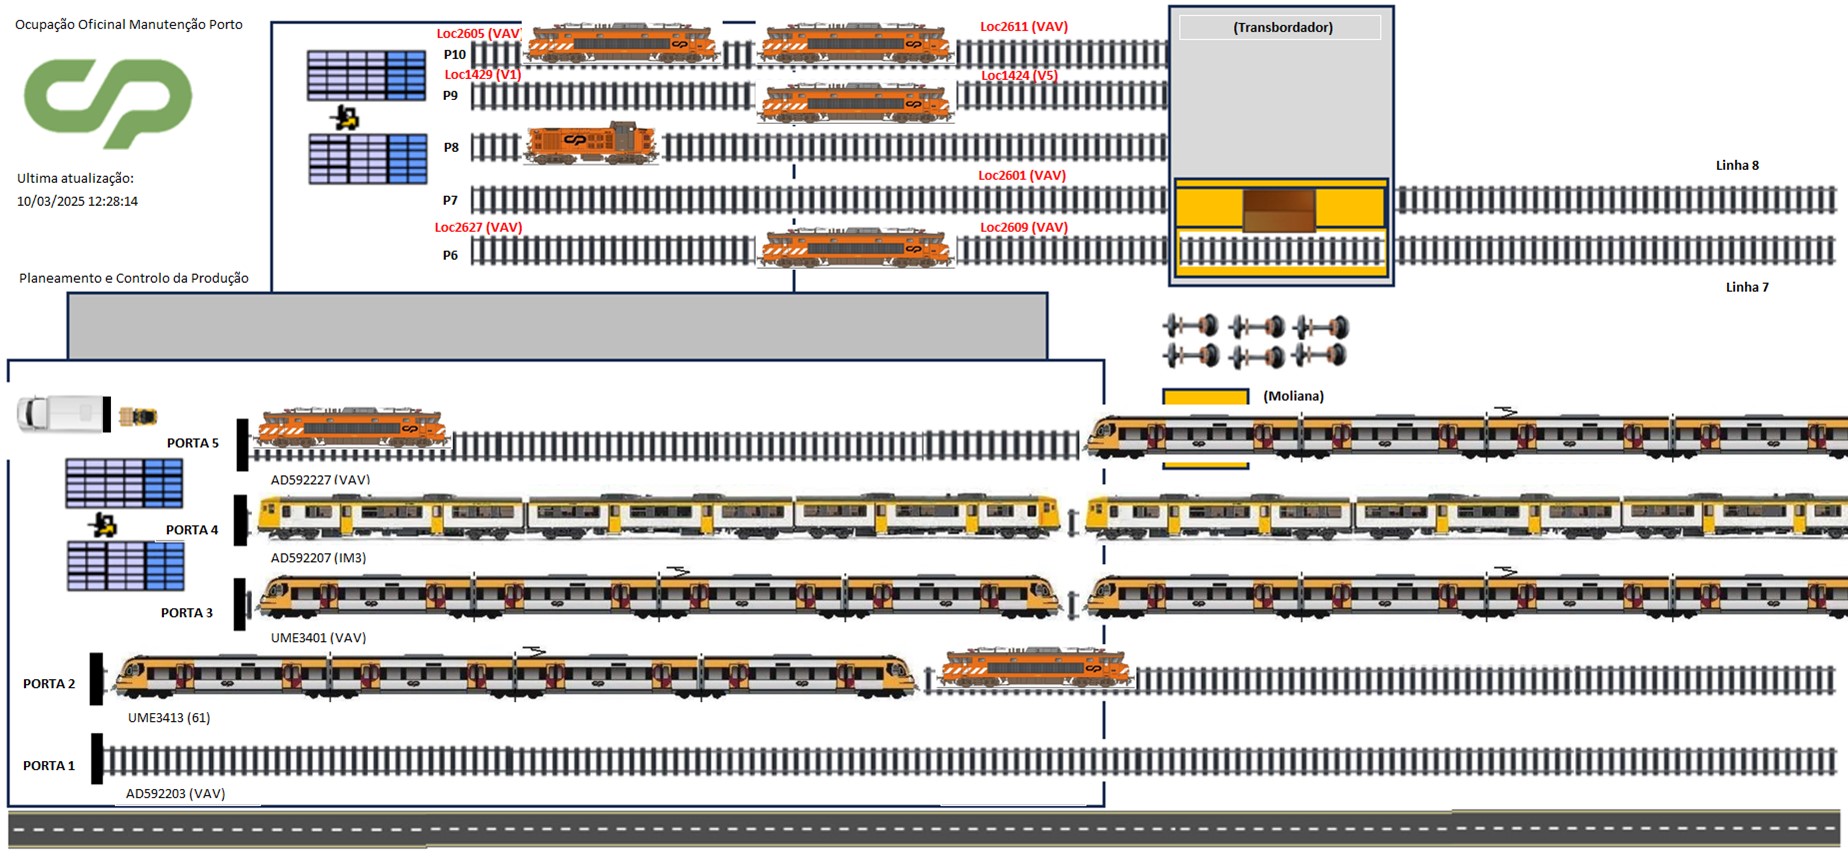 Ocupação Oficinal Manutenção Porto
CP
Ultima atualização:
10/03/2025 12:28:14
Planeamento e Controlo da Produção
Loc2605 (VAV)
Loc2611 (VAV)
P10
Loc1429 (V1)
Loc1424 (V5)
P9
P8
Loc2601 (VAV)
P7
Loc2627 (VAV)
Loc2609 (VAV)
P6
(Transbordador)
Linha 8
Linha 7
(Moliana)
PORTA 5
AD592227 (VAV)
PORTA 4
AD592207 (IM3)
PORTA 3
UME3401 (VAV)
PORTA 2
UME3413 (61)
PORTA 1
AD592203 (VAV)